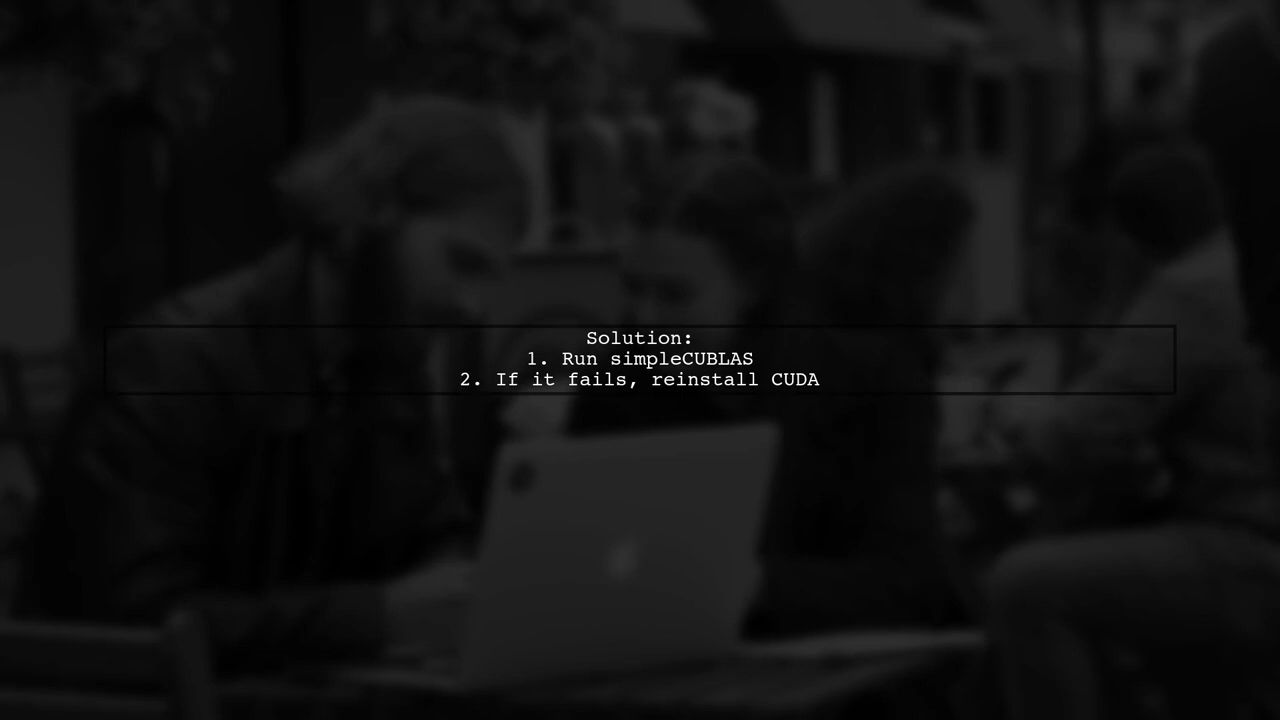 Solution:
1. Run simpleCUBLAS
2. If it fails, reinstall CUDA